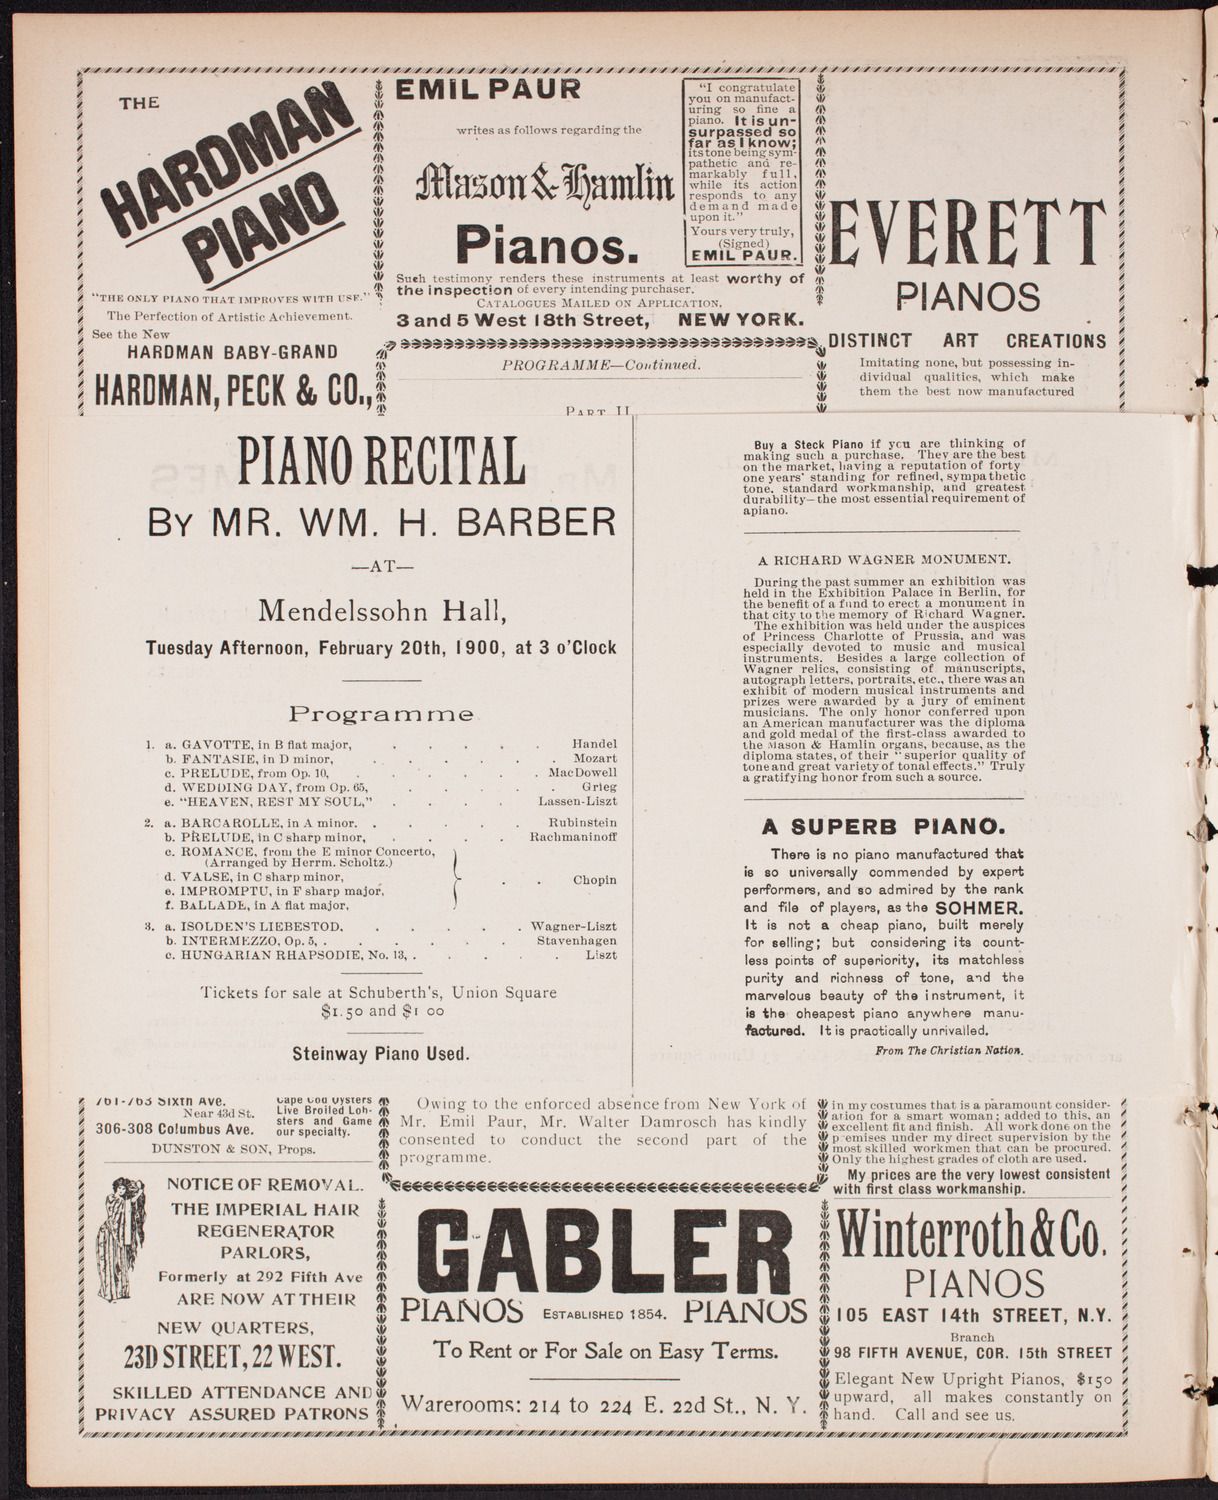 THE
HARDMAN
PIANO
"THE ONLY PIANO THAT IMPROVES WITH USE."
The Perfection of Artistic Achievement.
See the New
HARDMAN BABY-GRAND
HARDMAN, PECK & CO.,
EMIL PAUR
writes as follows regarding the
Mason & Hamlin
Pianos.
"I congratulate
you on manufact-
uring so fine a
piano. It is un-
surpassed so
far as I know;
its tone being sym-
pathetic and re-
markably full,
while its action
responds to any
demand made
upon it."
Yours very truly,
(Signed)
EMIL PAUR.
Such testimony renders these instruments at least worthy of
the inspection of every intending purchaser.
CATALOGUES MAILED ON APPLICATION.
3 and 5 West 18th Street, NEW YORK.
PROGRAMME—Continued.
PART II
EVERETT
PIANOS
DISTINCT ART CREATIONS
Imitating none, but possessing in-
dividual qualities, which make
them the best now manufactured
PIANO RECITAL
BY MR. WM. H. BARBER
—AT—
Mendelssohn Hall,
Tuesday Afternoon, February 20th, 1900, at 3 o'Clock
Programme
1. a. GAVOTTE, in B flat major, . . . . . Handel
b. FANTASIE, in D minor, . . . . . . Mozart
c. PRELUDE, from Op. 10, . . . . . . MacDowell
d. WEDDING DAY, from Op. 65, . . . . . Grieg
e. "HEAVEN, REST MY SOUL," . . . . Lassen-Liszt
2. a. BARCAROLLE, in A minor. . . . . . Rubinstein
b. PRELUDE, in C sharp minor, . . . . Rachmaninoff
c. ROMANCE, from the E minor Concerto,
(Arranged by Herrm. Scholtz.)
d. VALSE, in C sharp minor,
. . Chopin
e. IMPROMPTU, in F sharp major,
f. BALLADE, in A flat major,
3. a. ISOLDEN'S LIEBESTOD, . . . . . Wagner-Liszt
b. INTERMEZZO, Op. 5, . . . . . . Stavenhagen
c. HUNGARIAN RHAPSODIE, No. 13, . . . . . Liszt
Tickets for sale at Schuberth's, Union Square
$1.50 and $1 00
Steinway Piano Used.
Buy a Steck Piano if you are thinking of
making such a purchase. They are the best
on the market, having a reputation of forty
one years' standing for refined, sympathetic
tone, standard workmanship, and greatest
durability—the most essential requirement of
apiano.
A RICHARD WAGNER MONUMENT.
During the past summer an exhibition was
held in the Exhibition Palace in Berlin, for
the benefit of a fund to erect a monument in
that city to the memory of Richard Wagner.
The exhibition was held under the auspices
of Princess Charlotte of Prussia, and was
especially devoted to music and musical
instruments. Besides a large collection of
Wagner relics, consisting of manuscripts,
autograph letters, portraits, etc., there was an
exhibit of modern musical instruments and
prizes were awarded by a jury of eminent
musicians. The only honor conferred upon
an American manufacturer was the diploma
and gold medal of the first-class awarded to
the Mason & Hamlin organs, because, as the
diploma states, of their "superior quality of
tone and great variety of tonal effects." Truly
a gratifying honor from such a source.
A SUPERB PIANO.
There is no piano manufactured that
is so universally commended by expert
performers, and so admired by the rank
and file of players, as the SOHMER.
It is not a cheap piano, built merely
for selling; but considering its count-
less points of superiority, its matchless
purity and richness of tone, and the
marvelous beauty of the instrument, it
is the cheapest piano anywhere manu-
factured. It is practically unrivalled.
From The Christian Nation.
761-763 Sixth Ave.
Near 43d St.
306-308 Columbus Ave.
Cape Cod Oysters
Live Broiled Lob-
sters and Game
our specialty.
DUNSTON & SON, Props.
NOTICE OF REMOVAL.
THE IMPERIAL HAIR
REGENERATOR
PARLORS,
Formerly at 292 Fifth Ave
ARE NOW AT THEIR
NEW QUARTERS,
23D STREET, 22 WEST.
SKILLED ATTENDANCE AND
PRIVACY ASSURED PATRONS
Owing to the enforced absence from New York of
Mr. Emil Paur, Mr. Walter Damrosch has kindly
consented to conduct the second part of the
programme.
GABLER
PIANOS ESTABLISHED 1854. PIANOS
To Rent or For Sale on Easy Terms.
Warerooms: 214 to 224 E. 22d St., N. Y.
in my costumes that is a paramount consider-
ation for a smart woman; added to this, an
excellent fit and finish. All work done on the
premises under my direct supervision by the
most skilled workmen that can be procured.
Only the highest grades of cloth are used.
My prices are the very lowest consistent
with first class workmanship.
Winterroth & Co.
PIANOS
105 EAST 14th STREET, N.Y.
Branch
98 FIFTH AVENUE, COR. 15th STREET
Elegant New Upright Pianos, $150
upward, all makes constantly on
hand. Call and see us.